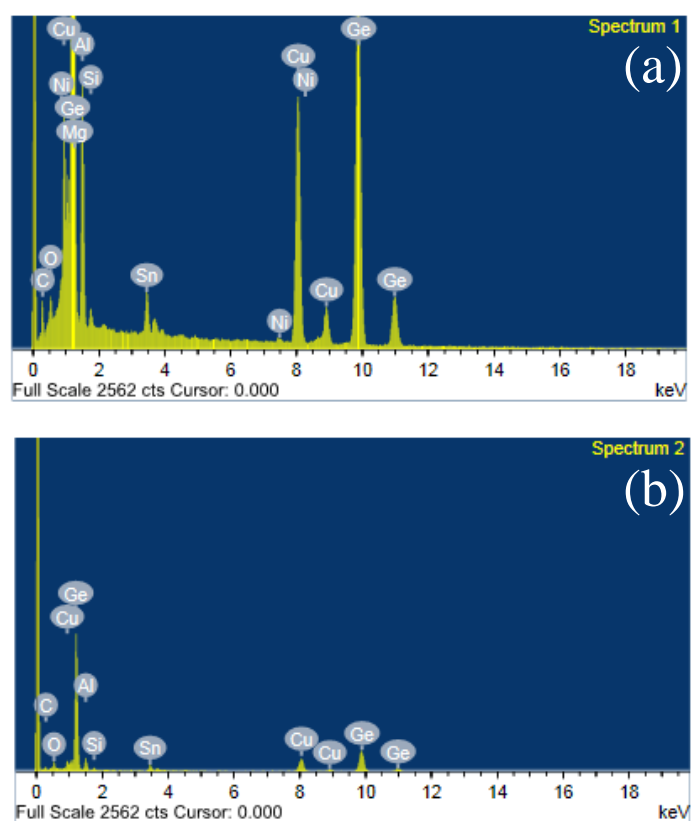 Spectrum 1
(a)
Cu
Al
Ni
Si
Ge
Mg
O
C
Sn
Ni
Cu
Ni
Cu
Ge
Ge
0 2 4 6 8 10 12 14 16 18
Full Scale 2562 cts Cursor: 0.000 keV
Spectrum 2
(b)
Ge
Cu
Al
C
O
Si
Sn
Cu
Cu
Ge
Ge
0 2 4 6 8 10 12 14 16 18
Full Scale 2562 cts Cursor: 0.000 keV